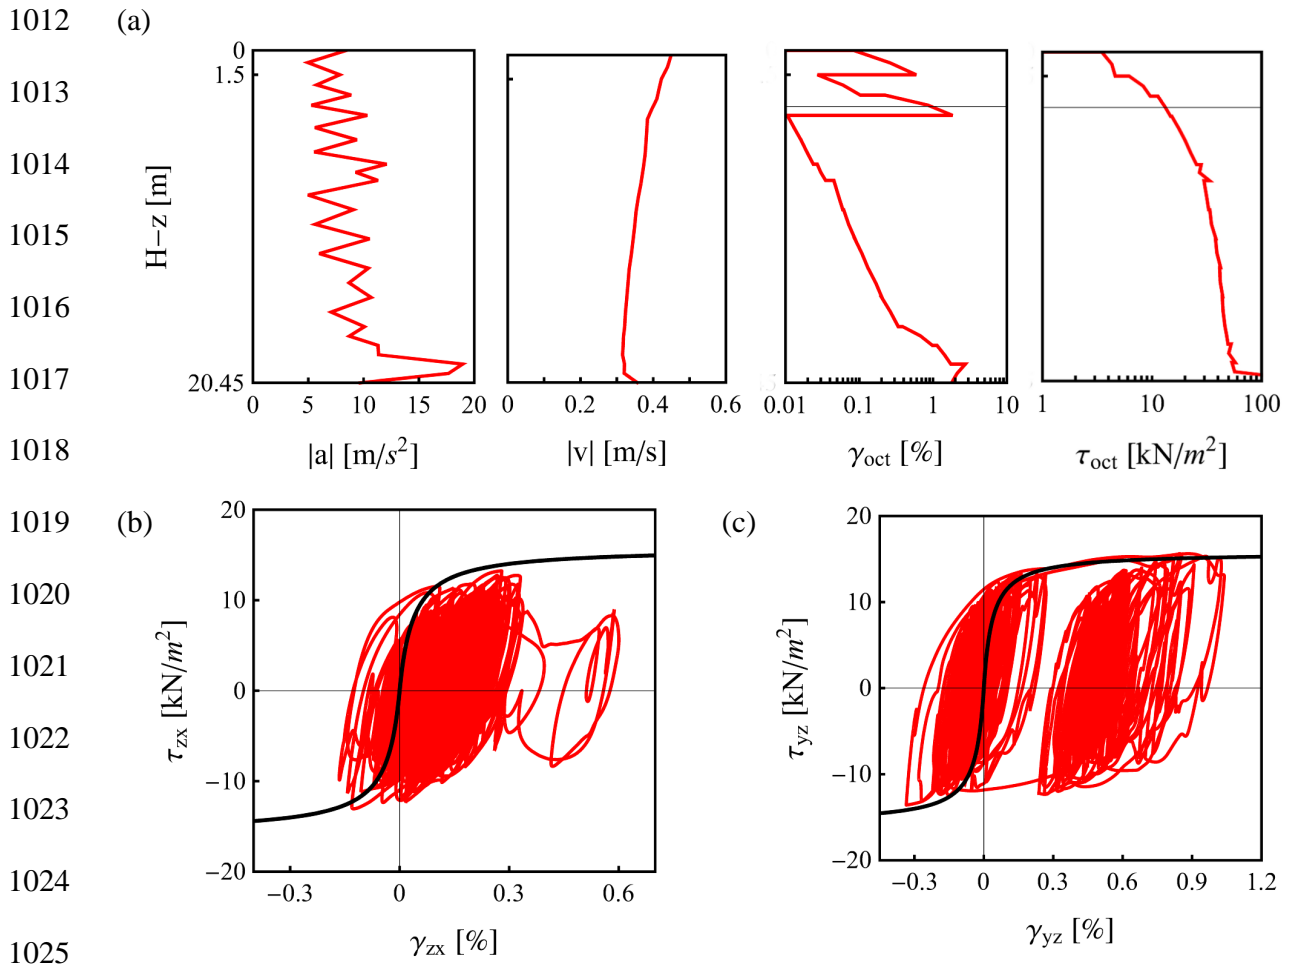 1012
(a)
0
1.5
1013
1014
H−z [m]
1015
1016
1017
20.45
0 5 10 15 20
0 0.2 0.4 0.6
0.01 0.1 1 10
1 10 100
1018
|a| [m/s²]
|v| [m/s]
γoct [%]
τoct [kN/m²]
1019
(b)
20
10
0
−10
−20
τzx [kN/m²]
−0.3 0 0.3 0.6
γzx [%]
(c)
20
10
0
−10
−20
τyz [kN/m²]
−0.3 0 0.3 0.6 0.9 1.2
γyz [%]
1020
1021
1022
1023
1024
1025